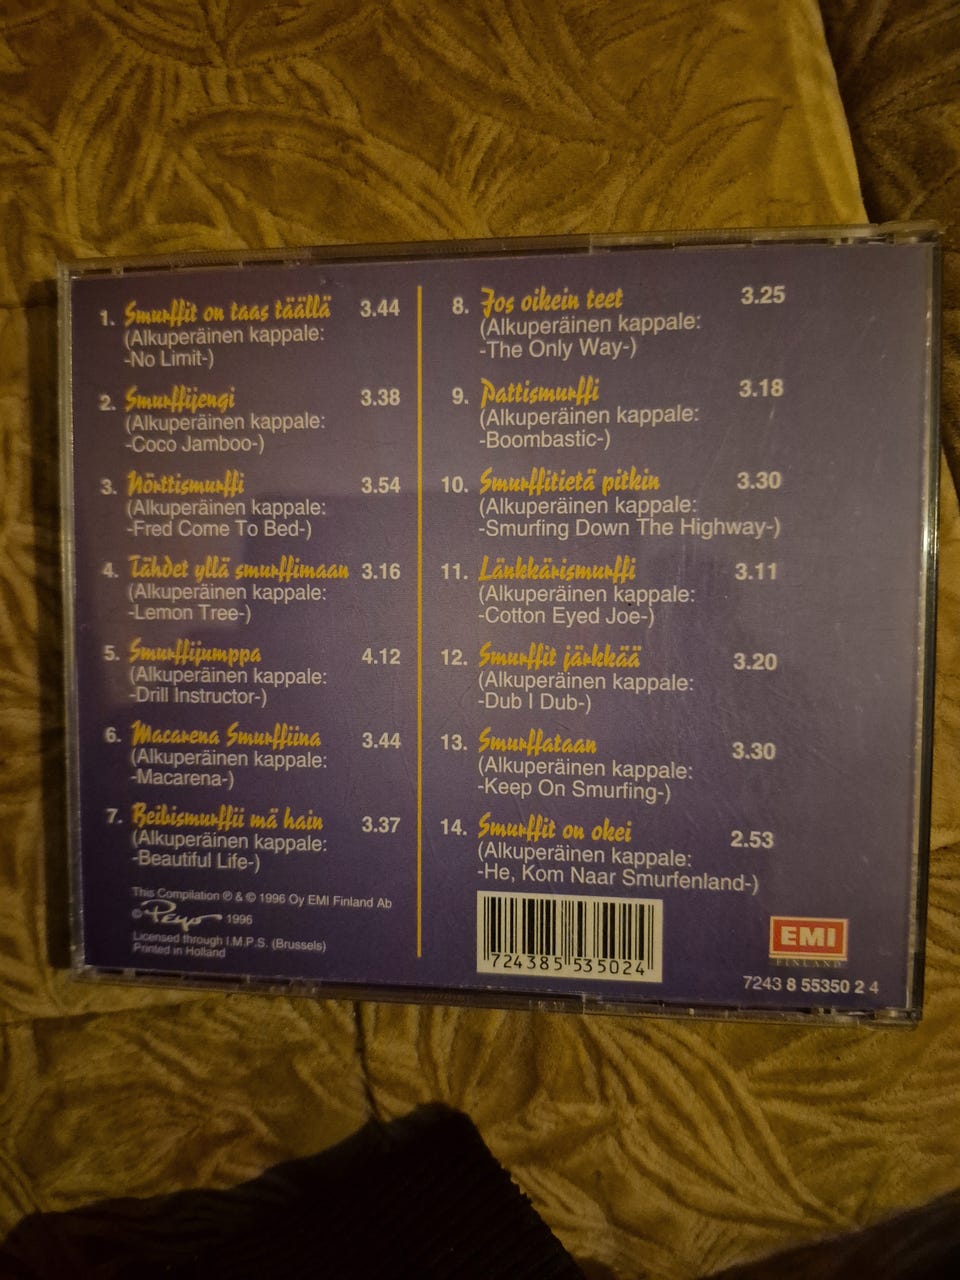 1. Smurffit on taas täällä 3.44
(Alkuperäinen kappale:
-No Limit-)
2. Smurffijengi 3.38
(Alkuperäinen kappale:
-Coco Jamboo-)
3. Nörttismurffi 3.54
(Alkuperäinen kappale:
-Fred Come To Bed-)
4. Tähdet yllä smurffimaan 3.16
(Alkuperäinen kappale:
-Lemon Tree-)
5. Smurffijumppa 4.12
(Alkuperäinen kappale:
-Drill Instructor-)
6. Macarena Smurffiina 3.44
(Alkuperäinen kappale:
-Macarena-)
7. Beibismurffii mä hain 3.37
(Alkuperäinen kappale:
-Beautiful Life-)
This Compilation ℗ & © 1996 Oy EMI Finland Ab
© Peyo 1996
Licensed through I.M.P.S. (Brussels)
Printed in Holland
8. Jos oikein teet 3.25
(Alkuperäinen kappale:
-The Only Way-)
9. Pattismurffi 3.18
(Alkuperäinen kappale:
-Boombastic-)
10. Smurffitietä pitkin 3.30
(Alkuperäinen kappale:
-Smurfing Down The Highway-)
11. Länkkärismurffi 3.11
(Alkuperäinen kappale:
-Cotton Eyed Joe-)
12. Smurffit järkkää 3.20
(Alkuperäinen kappale:
-Dub I Dub-)
13. Smurffataan 3.30
(Alkuperäinen kappale:
-Keep On Smurfing-)
14. Smurffit on okei 2.53
(Alkuperäinen kappale:
-He, Kom Naar Smurfenland-)
724385 535024
EMI
FINLAND
7243 8 55350 2 4